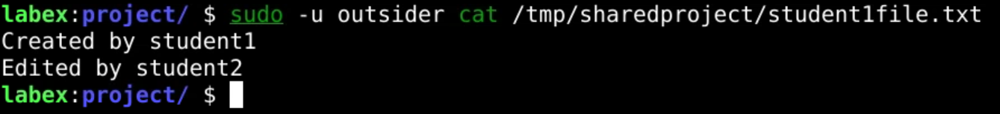 labex:project/ $ sudo -u outsider cat /tmp/sharedproject/student1file.txt
Created by student1
Edited by student2
labex:project/ $